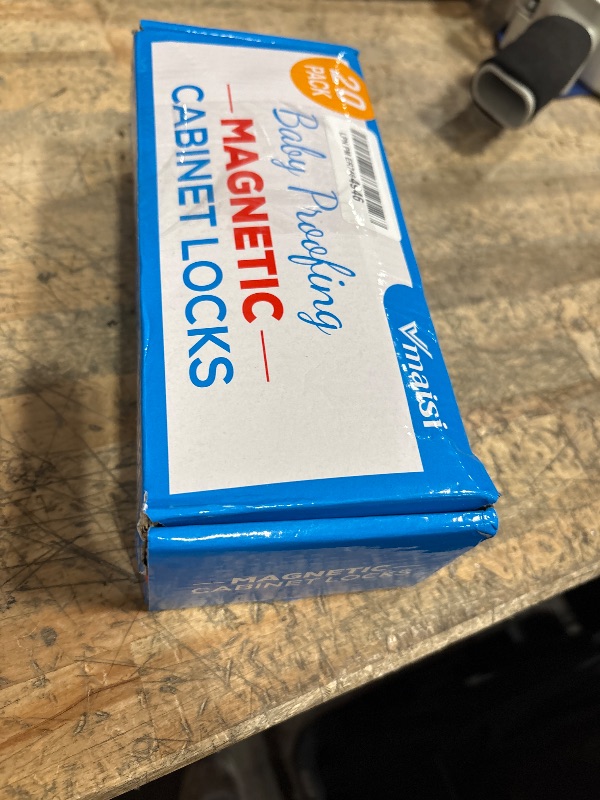 20
PACK
Baby Proofing
MAGNETIC
CABINET LOCKS
Vmaisi
MAGNETIC
CABINET LOCKS